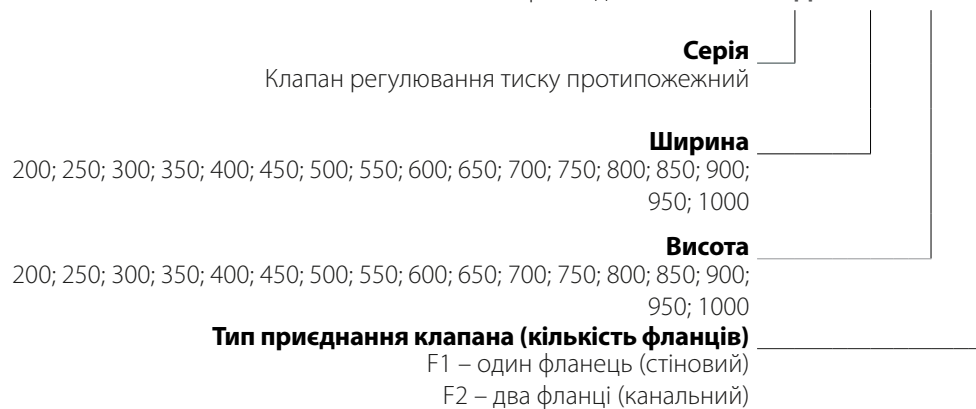 Серія
Клапан регулювання тиску протипожежний
Ширина
200; 250; 300; 350; 400; 450; 500; 550; 600; 650; 700; 750; 800; 850; 900;
950; 1000
Висота
200; 250; 300; 350; 400; 450; 500; 550; 600; 650; 700; 750; 800; 850; 900;
950; 1000
Тип приєднання клапана (кількість фланців)
F1 – один фланець (стіновий)
F2 – два фланці (канальний)